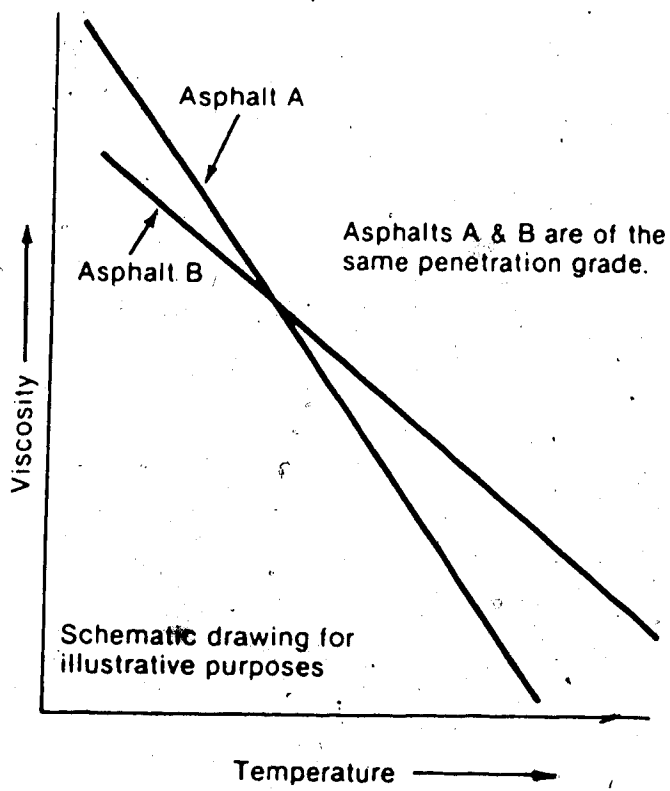 Asphalt A
Asphalt B
Asphalts A & B are of the
same penetration grade.
Viscosity
Schematic drawing for
illustrative purposes
Temperature